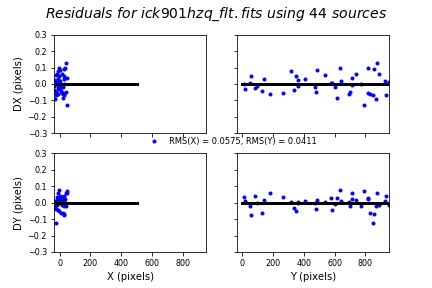 Residuals for ick901hzq_flt.fits using 44 sources
DX (pixels)
0.3
0.2
0.1
0.0
−0.1
−0.2
−0.3
RMS(X) = 0.0575, RMS(Y) = 0.0411
DY (pixels)
0.3
0.2
0.1
0.0
−0.1
−0.2
−0.3
0 200 400 600 800
0 200 400 600 800
X (pixels)
Y (pixels)